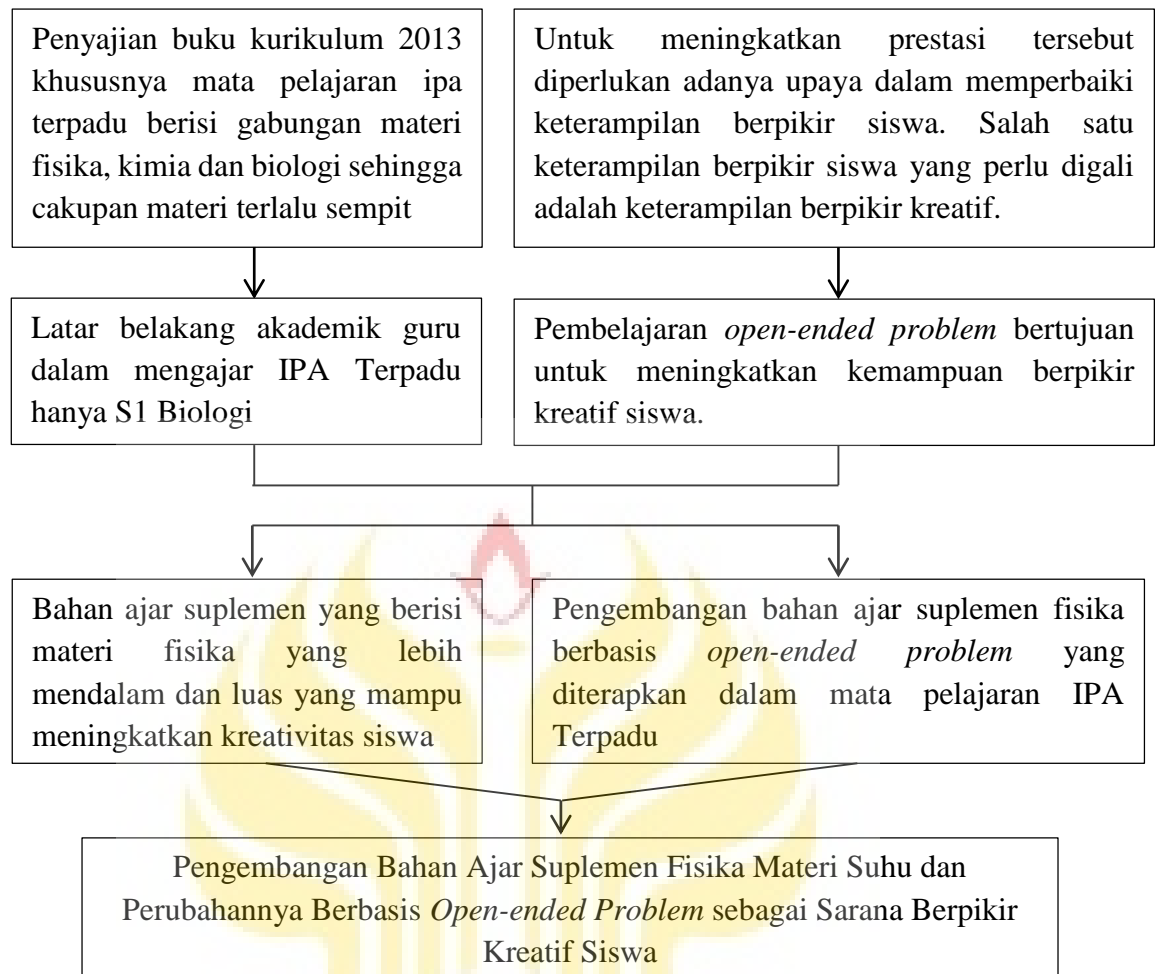 Penyajian buku kurikulum 2013
khususnya mata pelajaran ipa
terpadu berisi gabungan materi
fisika, kimia dan biologi sehingga
cakupan materi terlalu sempit
Untuk meningkatkan prestasi tersebut
diperlukan adanya upaya dalam memperbaiki
keterampilan berpikir siswa. Salah satu
keterampilan berpikir siswa yang perlu digali
adalah keterampilan berpikir kreatif.
Latar belakang akademik guru
dalam mengajar IPA Terpadu
hanya S1 Biologi
Pembelajaran open-ended problem bertujuan
untuk meningkatkan kemampuan berpikir
kreatif siswa.
Bahan ajar suplemen yang berisi
materi fisika yang lebih
mendalam dan luas yang mampu
meningkatkan kreativitas siswa
Pengembangan bahan ajar suplemen fisika
berbasis open-ended problem yang
diterapkan dalam mata pelajaran IPA
Terpadu
Pengembangan Bahan Ajar Suplemen Fisika Materi Suhu dan
Perubahannya Berbasis Open-ended Problem sebagai Sarana Berpikir
Kreatif Siswa